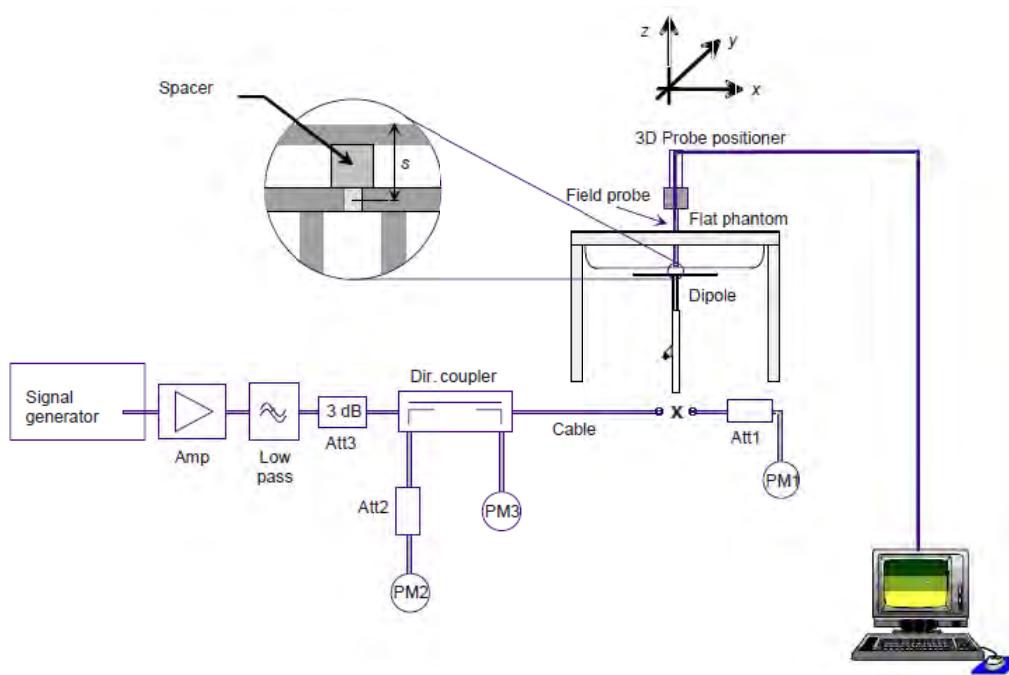 z
y
x
Spacer
s
3D Probe positioner
Field probe
Flat phantom
Dipole
Signal
generator
Amp
Low
pass
3 dB
Att3
Dir. coupler
Cable
x
Att1
PM1
Att2
PM3
PM2